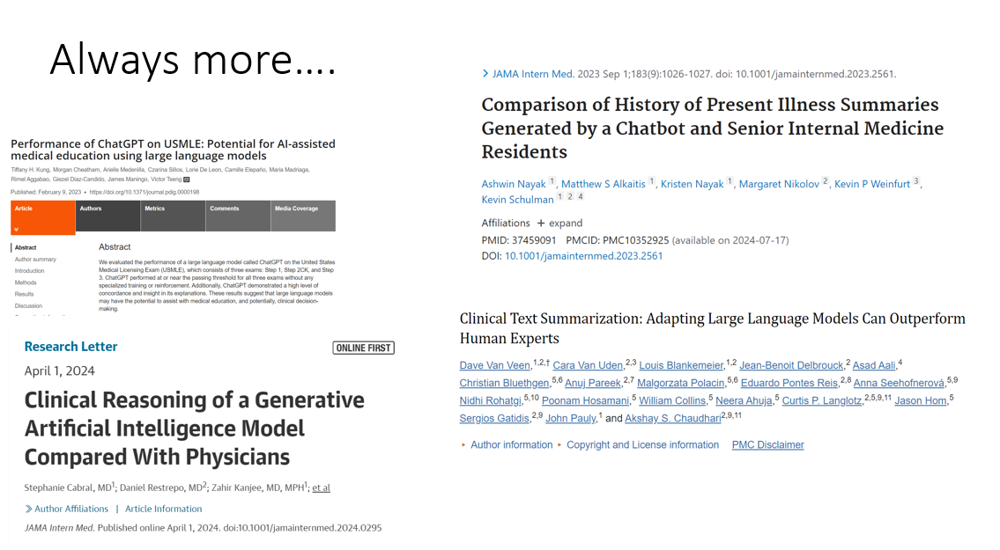 Always more….
Performance of ChatGPT on USMLE: Potential for AI-assisted
medical education using large language models
Tiffany H. Kung, Morgan Cheatham, Arielle Medenilla, Czarina Sillos, Lorie De Leon, Camille Elepaño, Maria Madriaga,
Rimel Aggabao, Giezel Diaz-Candido, James Maningo, Victor Tseng
Published: February 9, 2023 • https://doi.org/10.1371/journal.pdig.0000198
Article
Authors
Metrics
Comments
Media Coverage
Abstract
Author summary
Introduction
Methods
Results
Discussion
Abstract
We evaluated the performance of a large language model called ChatGPT on the United States
Medical Licensing Exam (USMLE), which consists of three exams: Step 1, Step 2CK, and Step
3. ChatGPT performed at or near the passing threshold for all three exams without any
specialized training or reinforcement. Additionally, ChatGPT demonstrated a high level of
concordance and insight in its explanations. These results suggest that large language models
may have the potential to assist with medical education, and potentially, clinical decision-
making.
Research Letter
ONLINE FIRST
April 1, 2024
Clinical Reasoning of a Generative
Artificial Intelligence Model
Compared With Physicians
Stephanie Cabral, MD1; Daniel Restrepo, MD2; Zahir Kanjee, MD, MPH1; et al
Author Affiliations | Article Information
JAMA Intern Med. Published online April 1, 2024. doi:10.1001/jamainternmed.2024.0295
JAMA Intern Med. 2023 Sep 1;183(9):1026-1027. doi: 10.1001/jamainternmed.2023.2561.
Comparison of History of Present Illness Summaries
Generated by a Chatbot and Senior Internal Medicine
Residents
Ashwin Nayak 1, Matthew S Alkaitis 1, Kristen Nayak 1, Margaret Nikolov 2, Kevin P Weinfurt 3,
Kevin Schulman 1 2 4
Affiliations + expand
PMID: 37459091 PMCID: PMC10352925 (available on 2024-07-17)
DOI: 10.1001/jamainternmed.2023.2561
Clinical Text Summarization: Adapting Large Language Models Can Outperform
Human Experts
Dave Van Veen,1,2,† Cara Van Uden,2,3 Louis Blankemeier,1,2 Jean-Benoit Delbrouck,2 Asad Aali,4
Christian Bluethgen,5,6 Anuj Pareek,2,7 Malgorzata Polacin,5,6 Eduardo Pontes Reis,2,8 Anna Seehofnerová,5,9
Nidhi Rohatgi,5,10 Poonam Hosamani,5 William Collins,5 Neera Ahuja,5 Curtis P. Langlotz,2,5,9,11 Jason Hom,5
Sergios Gatidis,2,9 John Pauly,1 and Akshay S. Chaudhari2,9,11
Author information Copyright and License information PMC Disclaimer